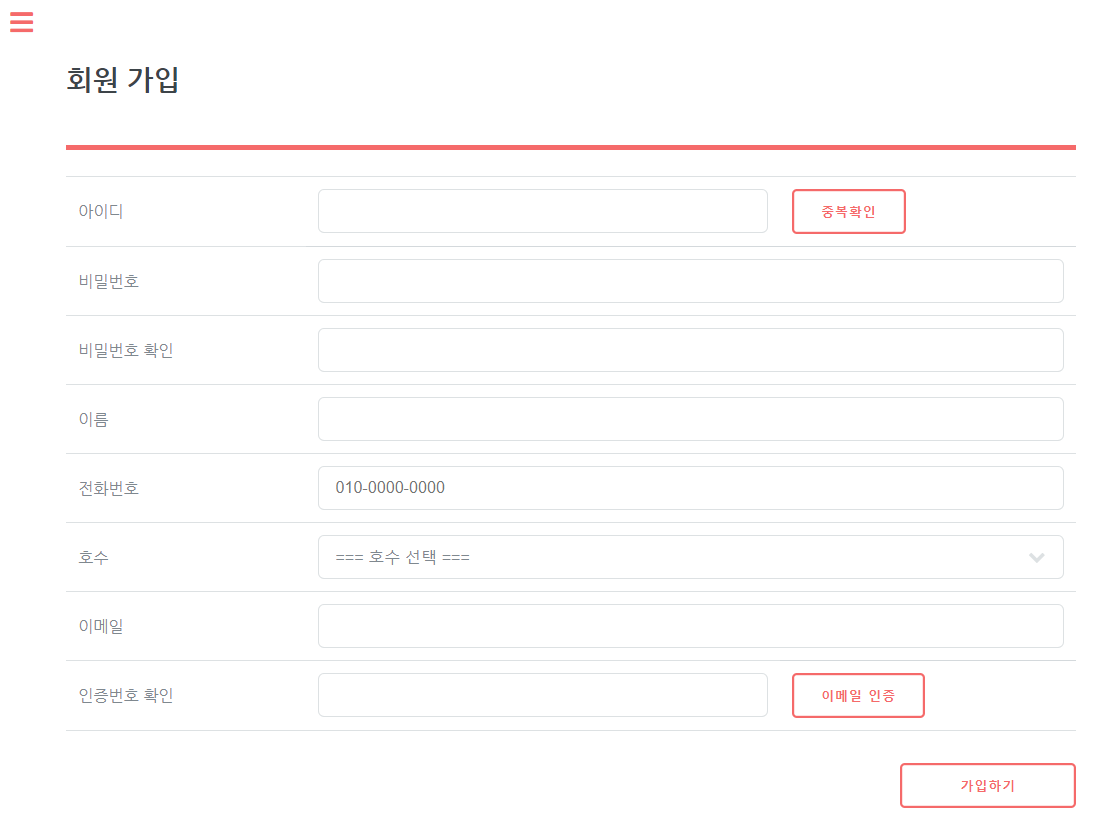 회원 가입
아이디 중복확인
비밀번호
비밀번호 확인
이름
전화번호 010-0000-0000
호수 === 호수 선택 ===
이메일
인증번호 확인 이메일 인증
가입하기